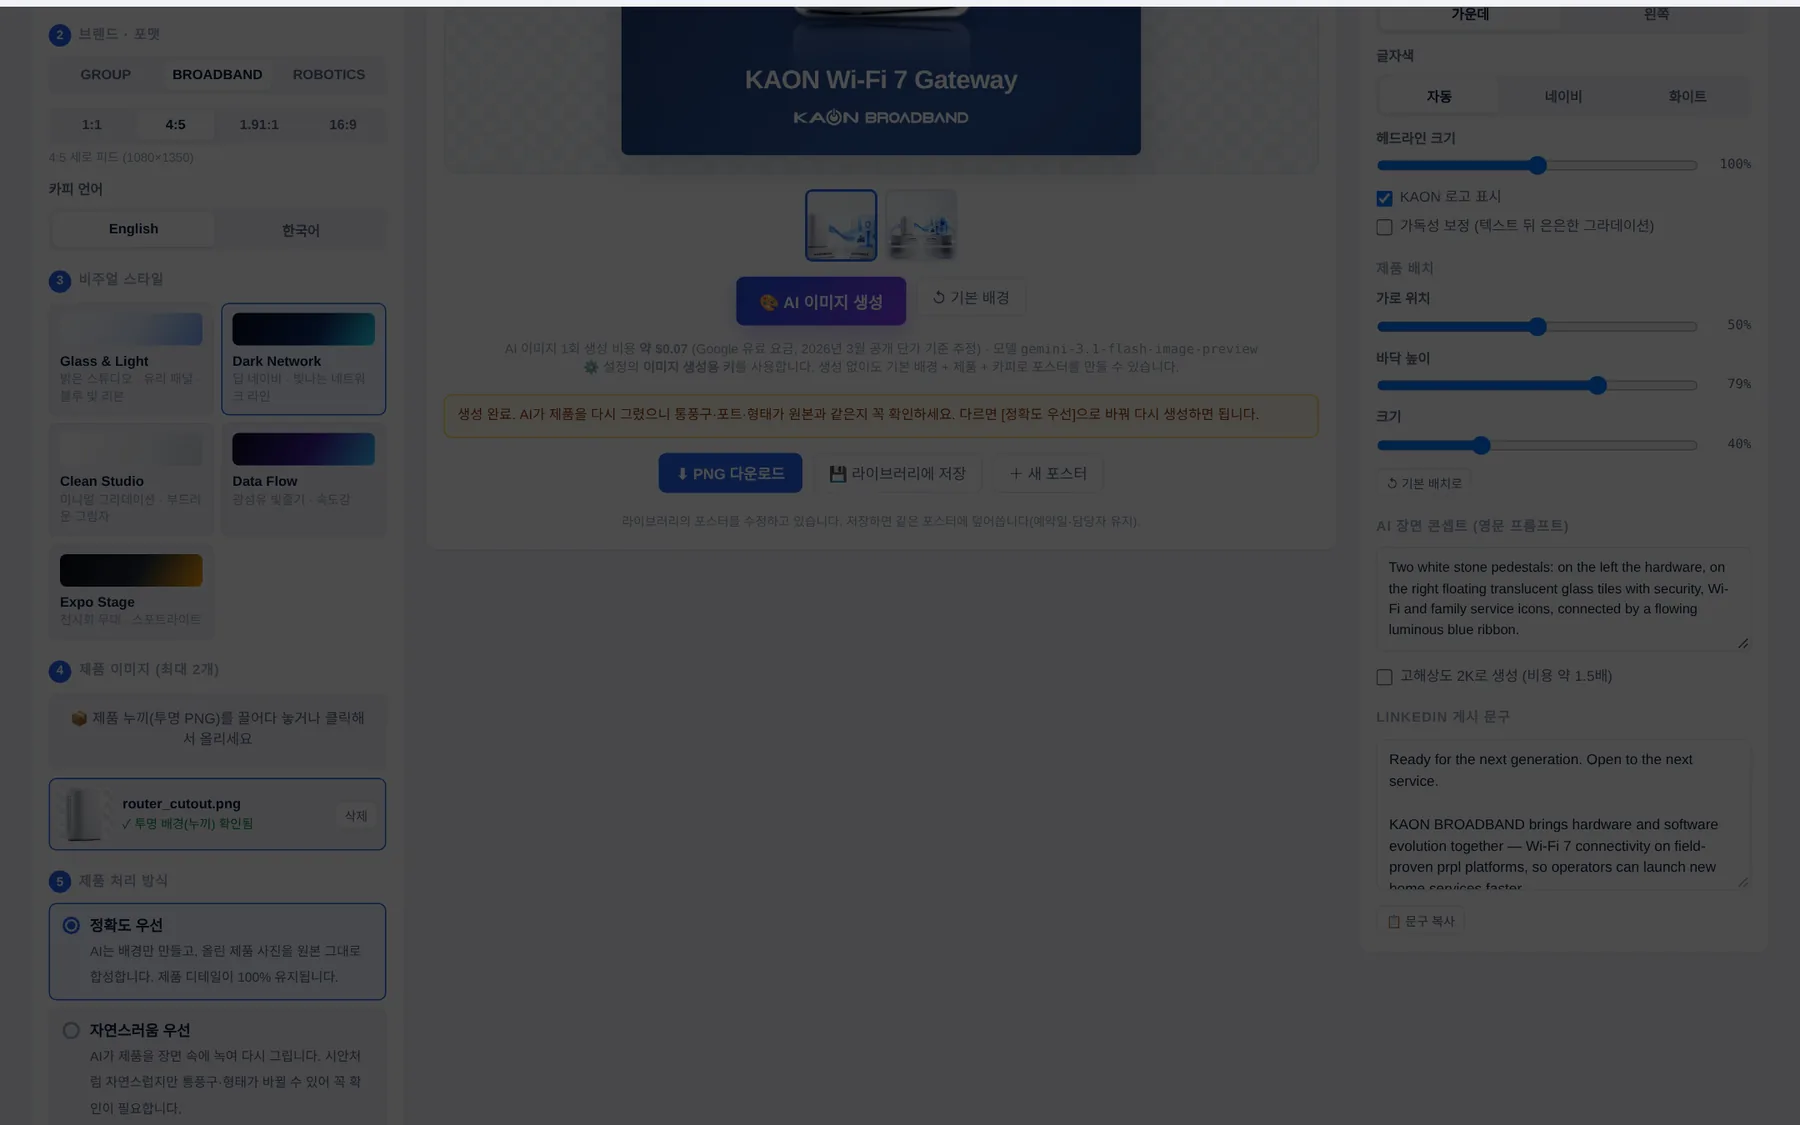 2 브랜드 · 포맷
GROUP BROADBAND ROBOTICS
1:1 4:5 1.91:1 16:9
4:5 세로 피드 (1080×1350)
카피 언어
English 한국어
3 비주얼 스타일
Glass & Light
밝은 스튜디오 · 유리 패널 ·
블루 빛 리본
Dark Network
딥 네이비 · 빛나는 네트워
크 라인
Clean Studio
미니멀 그라데이션 · 부드러
운 그림자
Data Flow
광섬유 빛줄기 · 속도감
Expo Stage
전시회 무대 · 스포트라이트
4 제품 이미지 (최대 2개)
📦 제품 누끼(투명 PNG)를 끌어다 놓거나 클릭해
서 올리세요
router_cutout.png
✓ 투명 배경(누끼) 확인됨
삭제
5 제품 처리 방식
정확도 우선
AI는 배경만 만들고, 올린 제품 사진을 원본 그대로
합성합니다. 제품 디테일이 100% 유지됩니다.
자연스러움 우선
AI가 제품을 장면 속에 녹여 다시 그립니다. 시안처
럼 자연스럽지만 통풍구·형태가 바뀔 수 있어 꼭 확
인이 필요합니다.
KAON Wi-Fi 7 Gateway
KAON BROADBAND
🎨 AI 이미지 생성
↺ 기본 배경
AI 이미지 1회 생성 비용 약 $0.07 (Google 유료 요금, 2026년 3월 공개 단가 기준 추정) · 모델 gemini-3.1-flash-image-preview
⚙️ 설정의 이미지 생성용 키를 사용합니다. 생성 없이도 기본 배경 + 제품 + 카피로 포스터를 만들 수 있습니다.
생성 완료. AI가 제품을 다시 그렸으니 통풍구·포트·형태가 원본과 같은지 꼭 확인하세요. 다르면 [정확도 우선]으로 바꿔 다시 생성하면 됩니다.
⬇ PNG 다운로드
💾 라이브러리에 저장
＋ 새 포스터
라이브러리의 포스터를 수정하고 있습니다. 저장하면 같은 포스터에 덮어씁니다(예약일·담당자 유지).
가운데 왼쪽
글자색
자동 네이비 화이트
헤드라인 크기
100%
KAON 로고 표시
가독성 보정 (텍스트 뒤 은은한 그라데이션)
제품 배치
가로 위치
50%
바닥 높이
79%
크기
40%
↺ 기본 배치로
AI 장면 콘셉트 (영문 프롬프트)
Two white stone pedestals: on the left the hardware, on
the right floating translucent glass tiles with security, Wi-
Fi and family service icons, connected by a flowing
luminous blue ribbon.
고해상도 2K로 생성 (비용 약 1.5배)
LINKEDIN 게시 문구
Ready for the next generation. Open to the next
service.
KAON BROADBAND brings hardware and software
evolution together — Wi-Fi 7 connectivity on field-
proven prpl platforms, so operators can launch new
home services faster.
📋 문구 복사